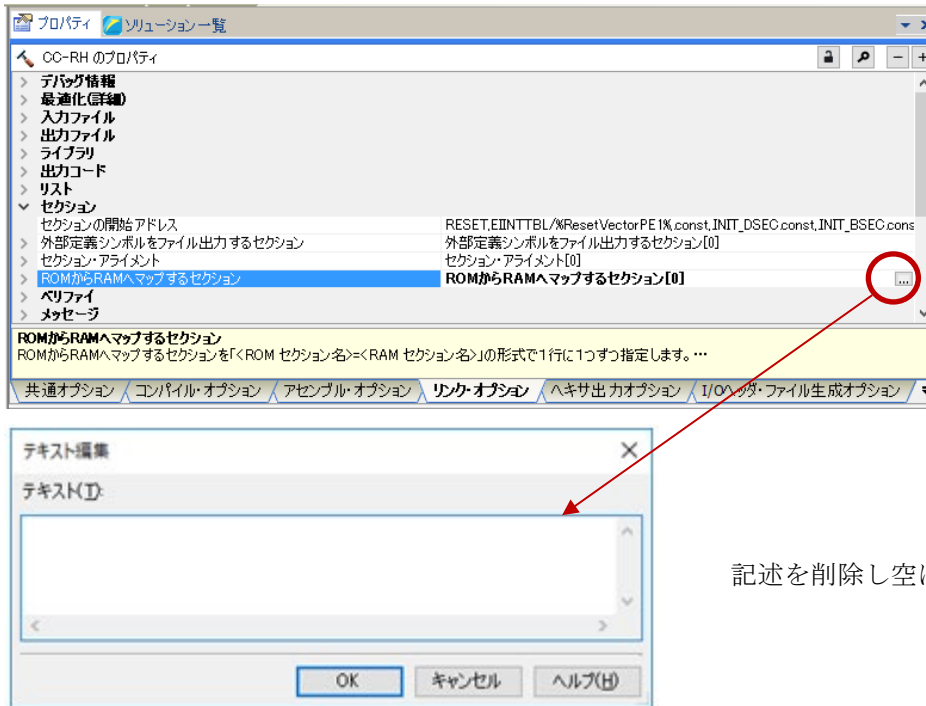 プロパティ ソリューション一覧
CC-RH のプロパティ
デバッグ情報
最適化(詳細)
入力ファイル
出力ファイル
ライブラリ
出力コード
リスト
セクション
セクションの開始アドレス RESET,EIINTTBL/%ResetVectorPE1%,const,INIT_DSEC.const,INIT_BSEC.cons
外部定義シンボルをファイル出力するセクション 外部定義シンボルをファイル出力するセクション[0]
セクション・アライメント セクション・アライメント[0]
ROMからRAMへマップするセクション ROMからRAMへマップするセクション[0] ...
ベリファイ
メッセージ
ROMからRAMへマップするセクション
ROMからRAMへマップするセクションを「<ROM セクション名>=<RAM セクション名>」の形式で1行に1つずつ指定します。…
共通オプション コンパイル・オプション アセンブル・オプション リンク・オプション ヘキサ出力オプション I/Oヘッダ・ファイル生成オプション
テキスト編集
テキスト(T):
記述を削除し空
OK キャンセル ヘルプ(H)